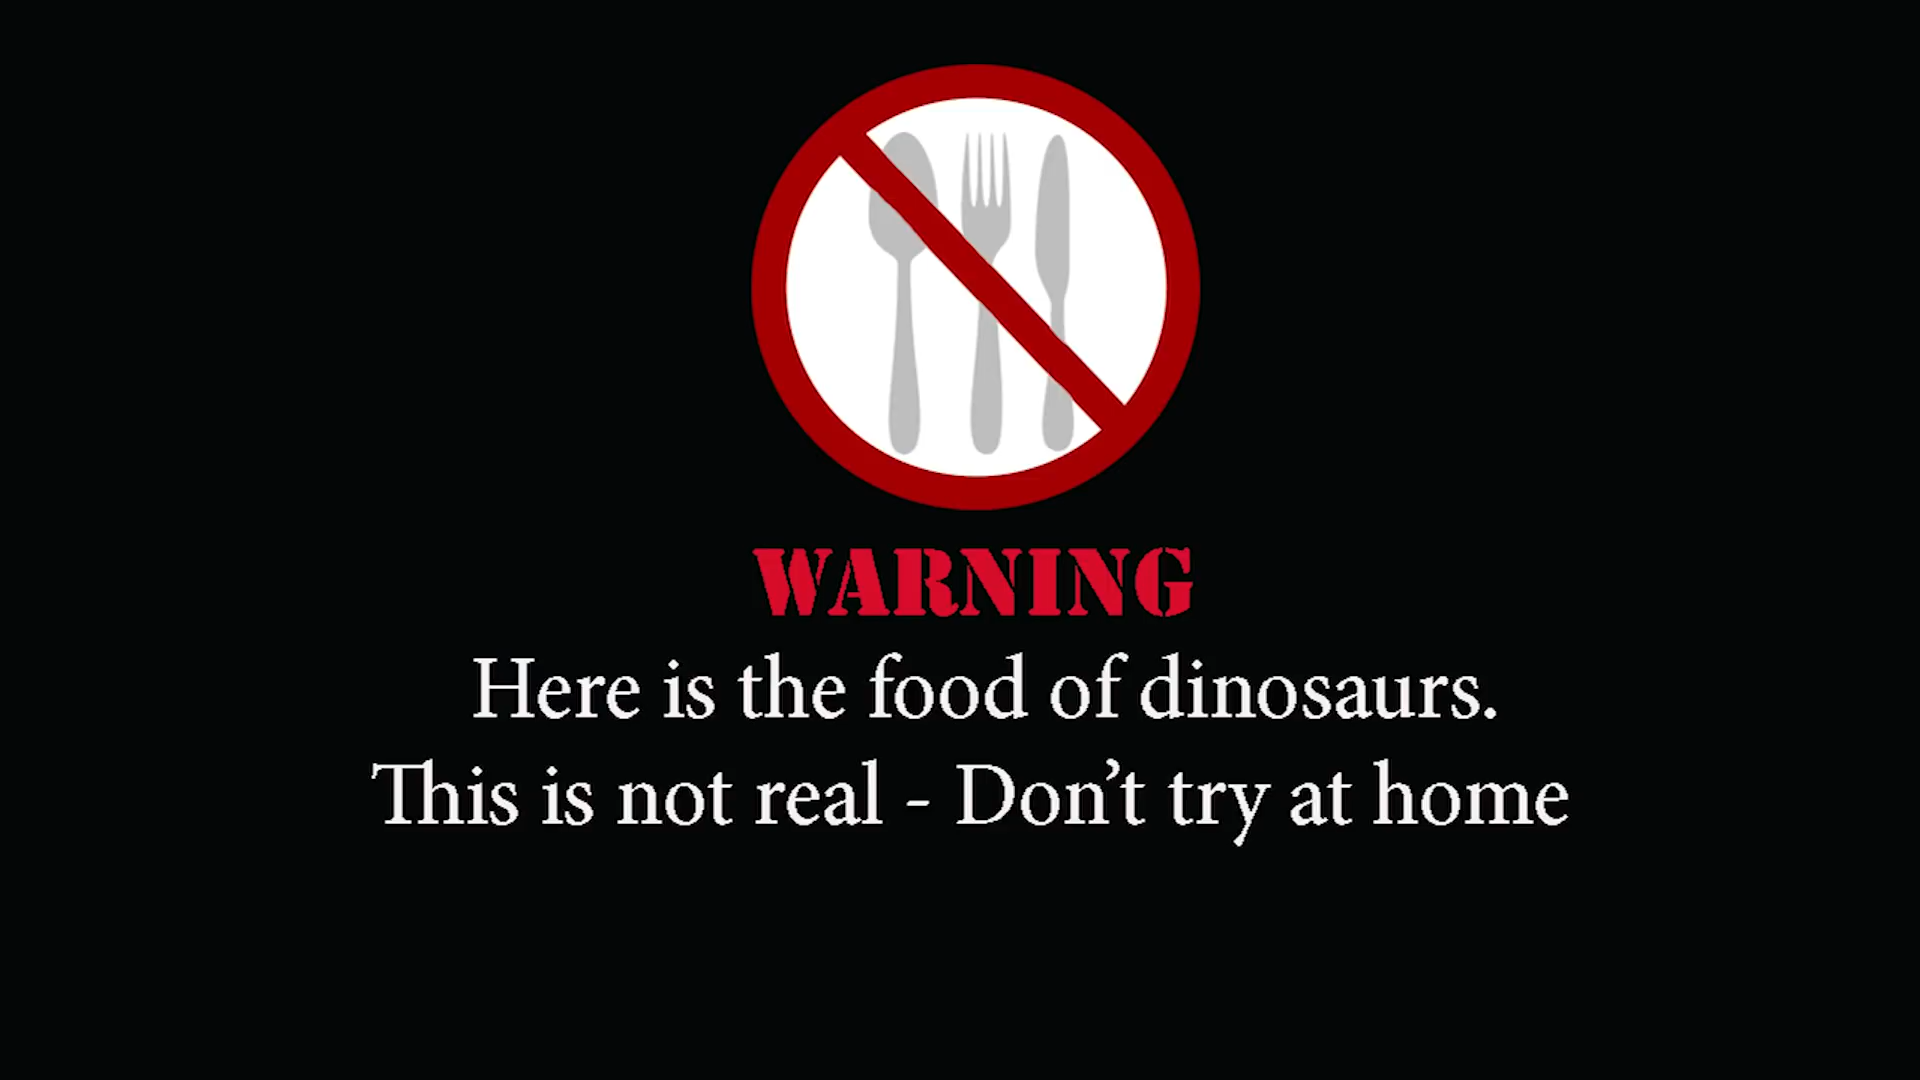 WARNING
Here is the food of dinosaurs.
This is not real - Don’t try at home